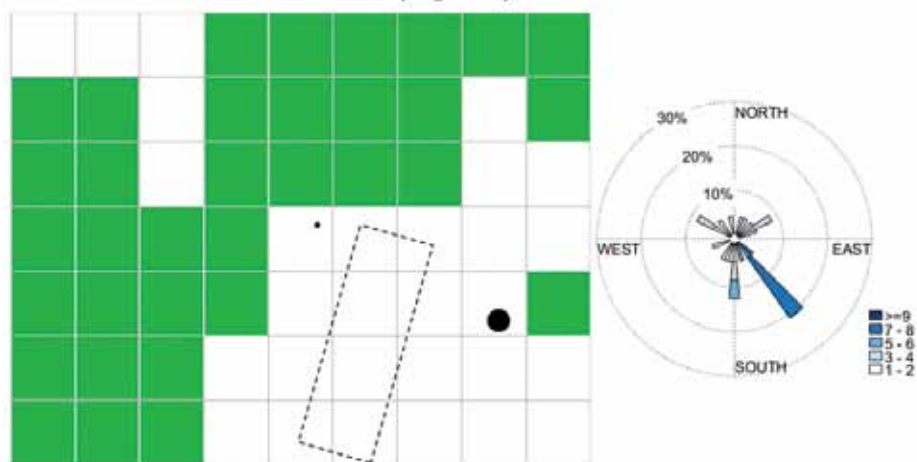 NORTH
30%
20%
10%
WEST
EAST
SOUTH
>=9
7 - 8
5 - 6
3 - 4
1 - 2